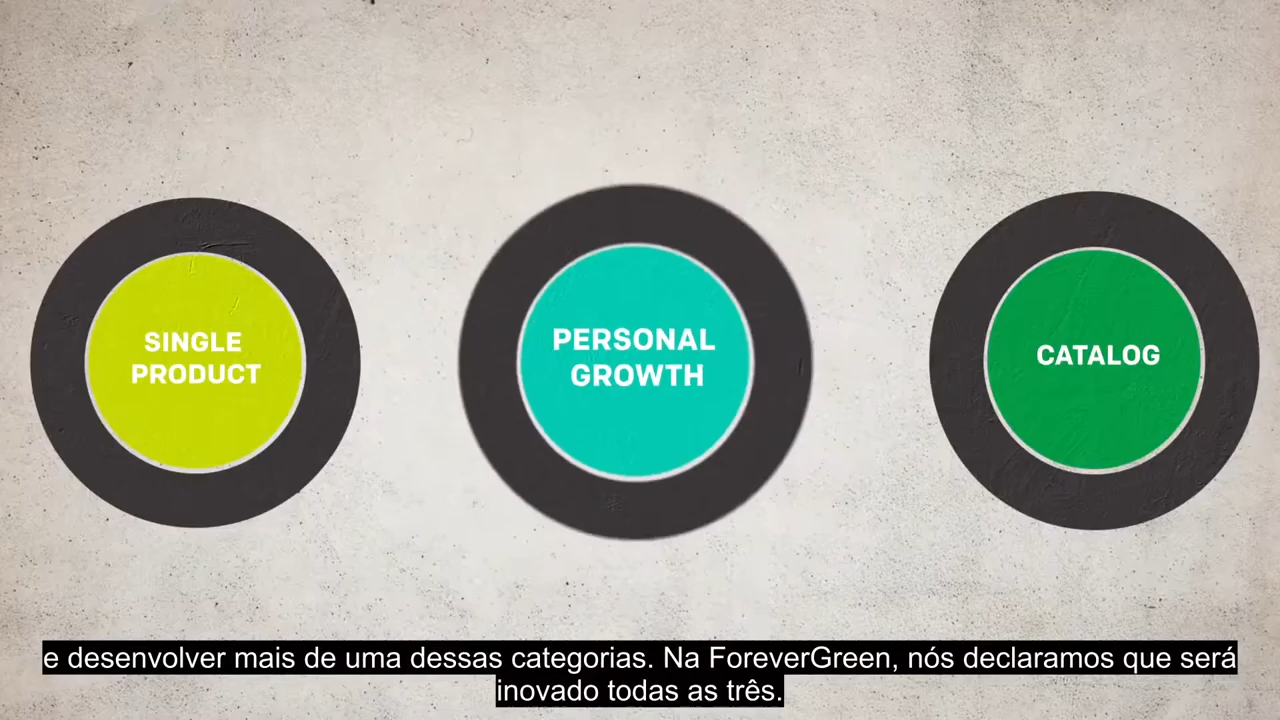 SINGLE
PRODUCT
PERSONAL
GROWTH
CATALOG
e desenvolver mais de uma dessas categorias. Na ForeverGreen, nós declaramos que será
inovado todas as três.